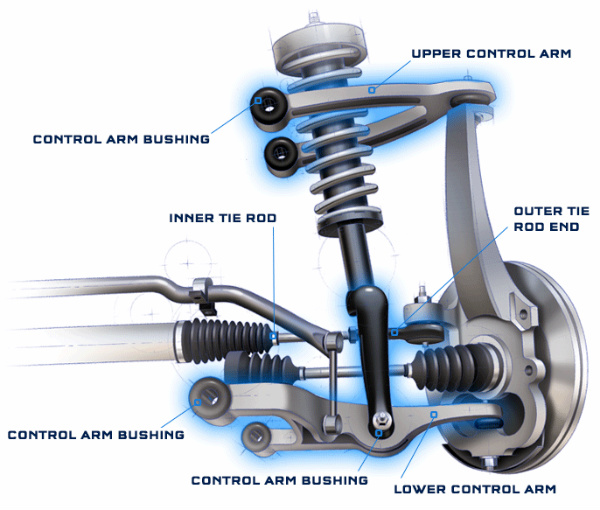 UPPER CONTROL ARM
CONTROL ARM BUSHING
INNER TIE ROD
OUTER TIE
ROD END
CONTROL ARM BUSHING
CONTROL ARM BUSHING
LOWER CONTROL ARM